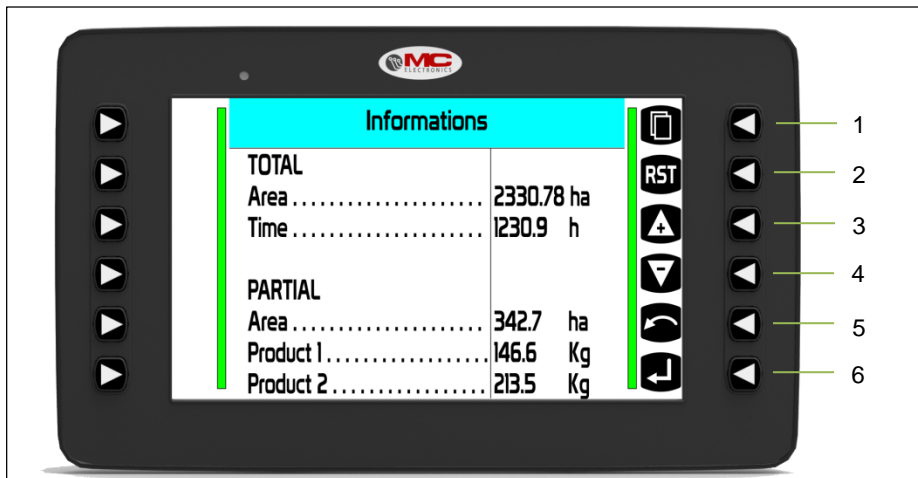 MC
ELECTRONICS
Informations
TOTAL
Area . . . . . . . . . . . . . . . . . . . . . 2330.78 ha
Time . . . . . . . . . . . . . . . . . . . . . 1230.9 h
PARTIAL
Area . . . . . . . . . . . . . . . . . . . . . 342.7 ha
Product 1 . . . . . . . . . . . . . . . . . . 146.6 Kg
Product 2 . . . . . . . . . . . . . . . . . 213.5 Kg
RST
1
2
3
4
5
6